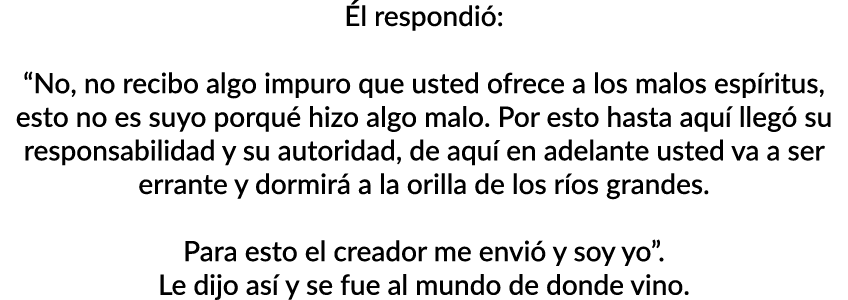 Él respondió:
“No, no recibo algo impuro que usted ofrece a los malos espíritus,
esto no es suyo porqué hizo algo malo. Por esto hasta aquí llegó su
responsabilidad y su autoridad, de aquí en adelante usted va a ser
errante y dormirá a la orilla de los ríos grandes.
Para esto el creador me envió y soy yo”.
Le dijo así y se fue al mundo de donde vino.